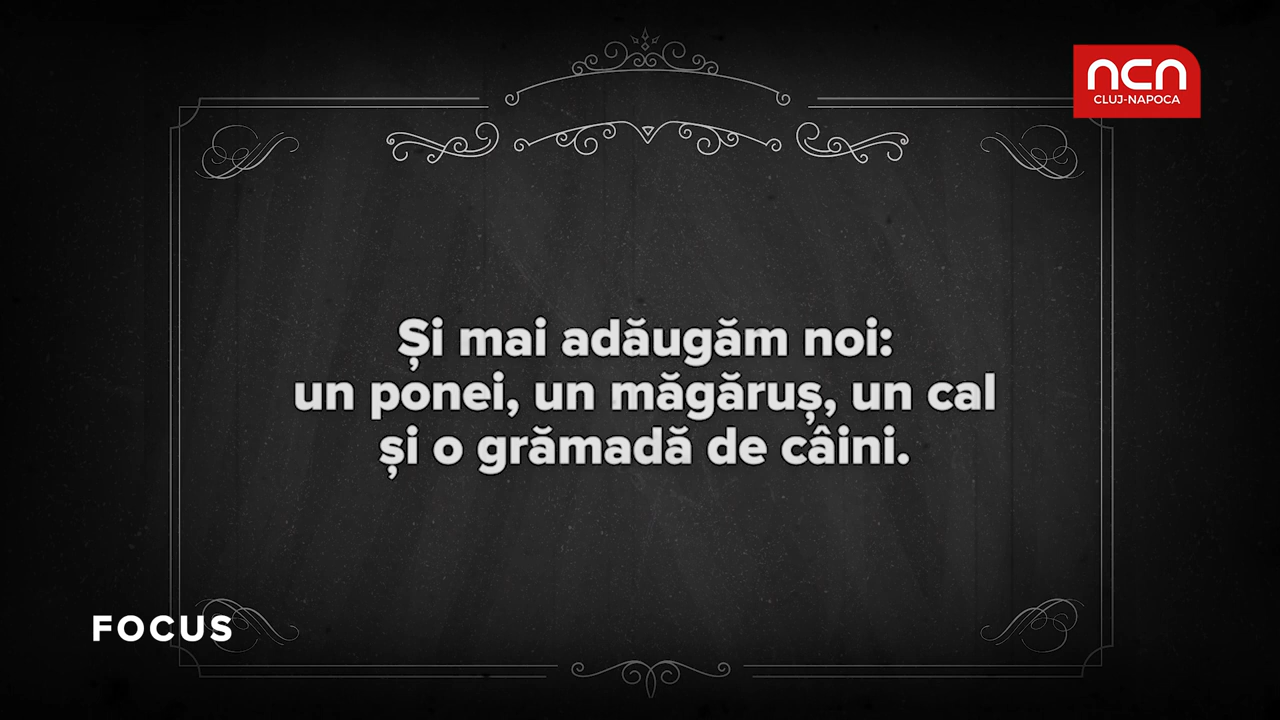 ncn
CLUJ-NAPOCA
Și mai adăugăm noi:
un ponei, un măgăruș, un cal
și o grămadă de câini.
FOCUS